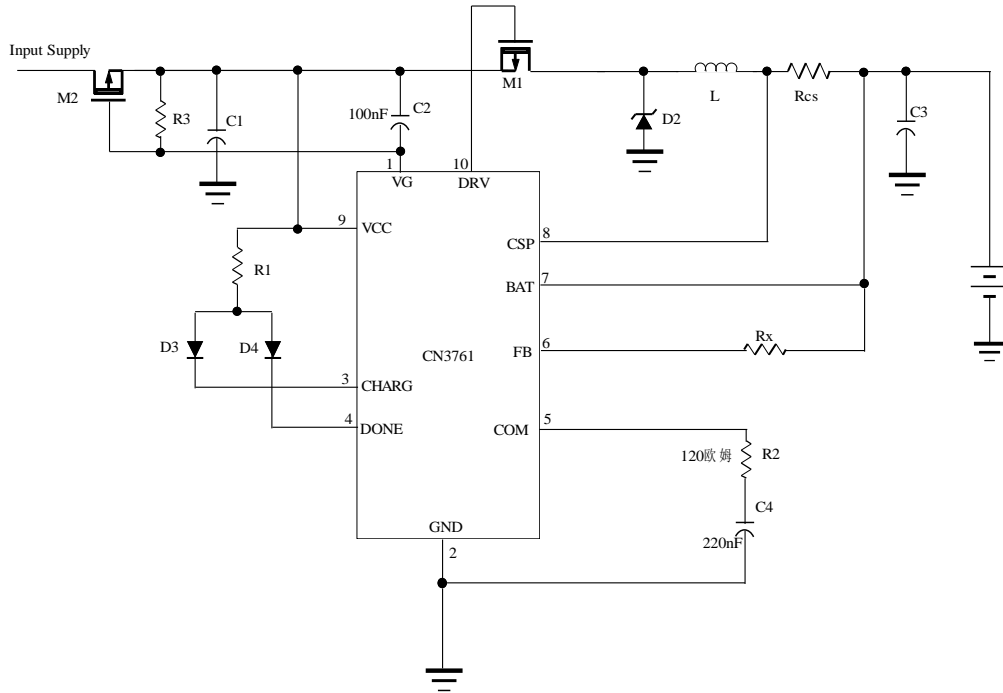 Input Supply
M2
R3
C1
100nF
C2
M1
D2
L
Rcs
C3
1
VG
10
DRV
9
VCC
R1
D3
D4
CN3761
CSP
8
BAT
7
FB
6
Rx
3
CHARG
4
DONE
COM
5
120欧姆
R2
C4
220nF
GND
2